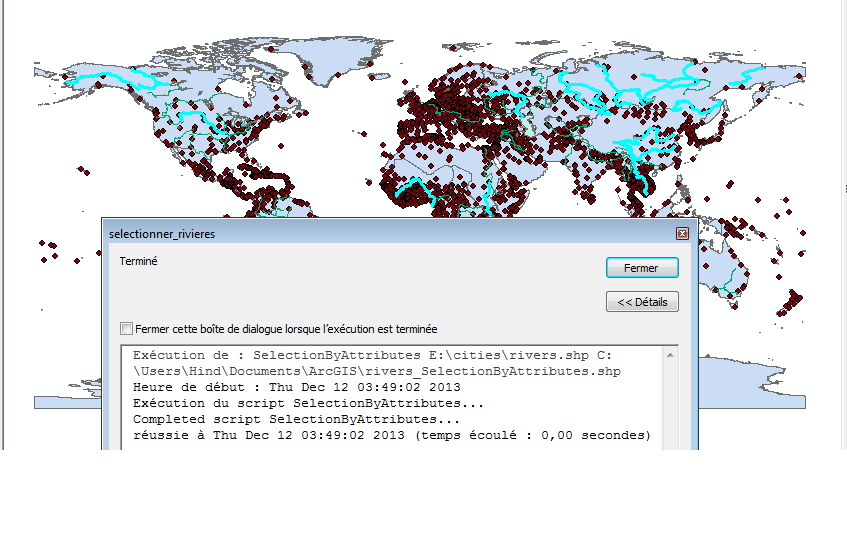 selectionner_rivieres
Terminé
Fermer
<< Détails
Fermer cette boîte de dialogue lorsque l'exécution est terminée
Exécution de : SelectionByAttributes E:\cities\rivers.shp C:
\Users\Hind\Documents\ArcGIS\rivers_SelectionByAttributes.shp
Heure de début : Thu Dec 12 03:49:02 2013
Exécution du script SelectionByAttributes...
Completed script SelectionByAttributes...
réussie à Thu Dec 12 03:49:02 2013 (temps écoulé : 0,00 secondes)